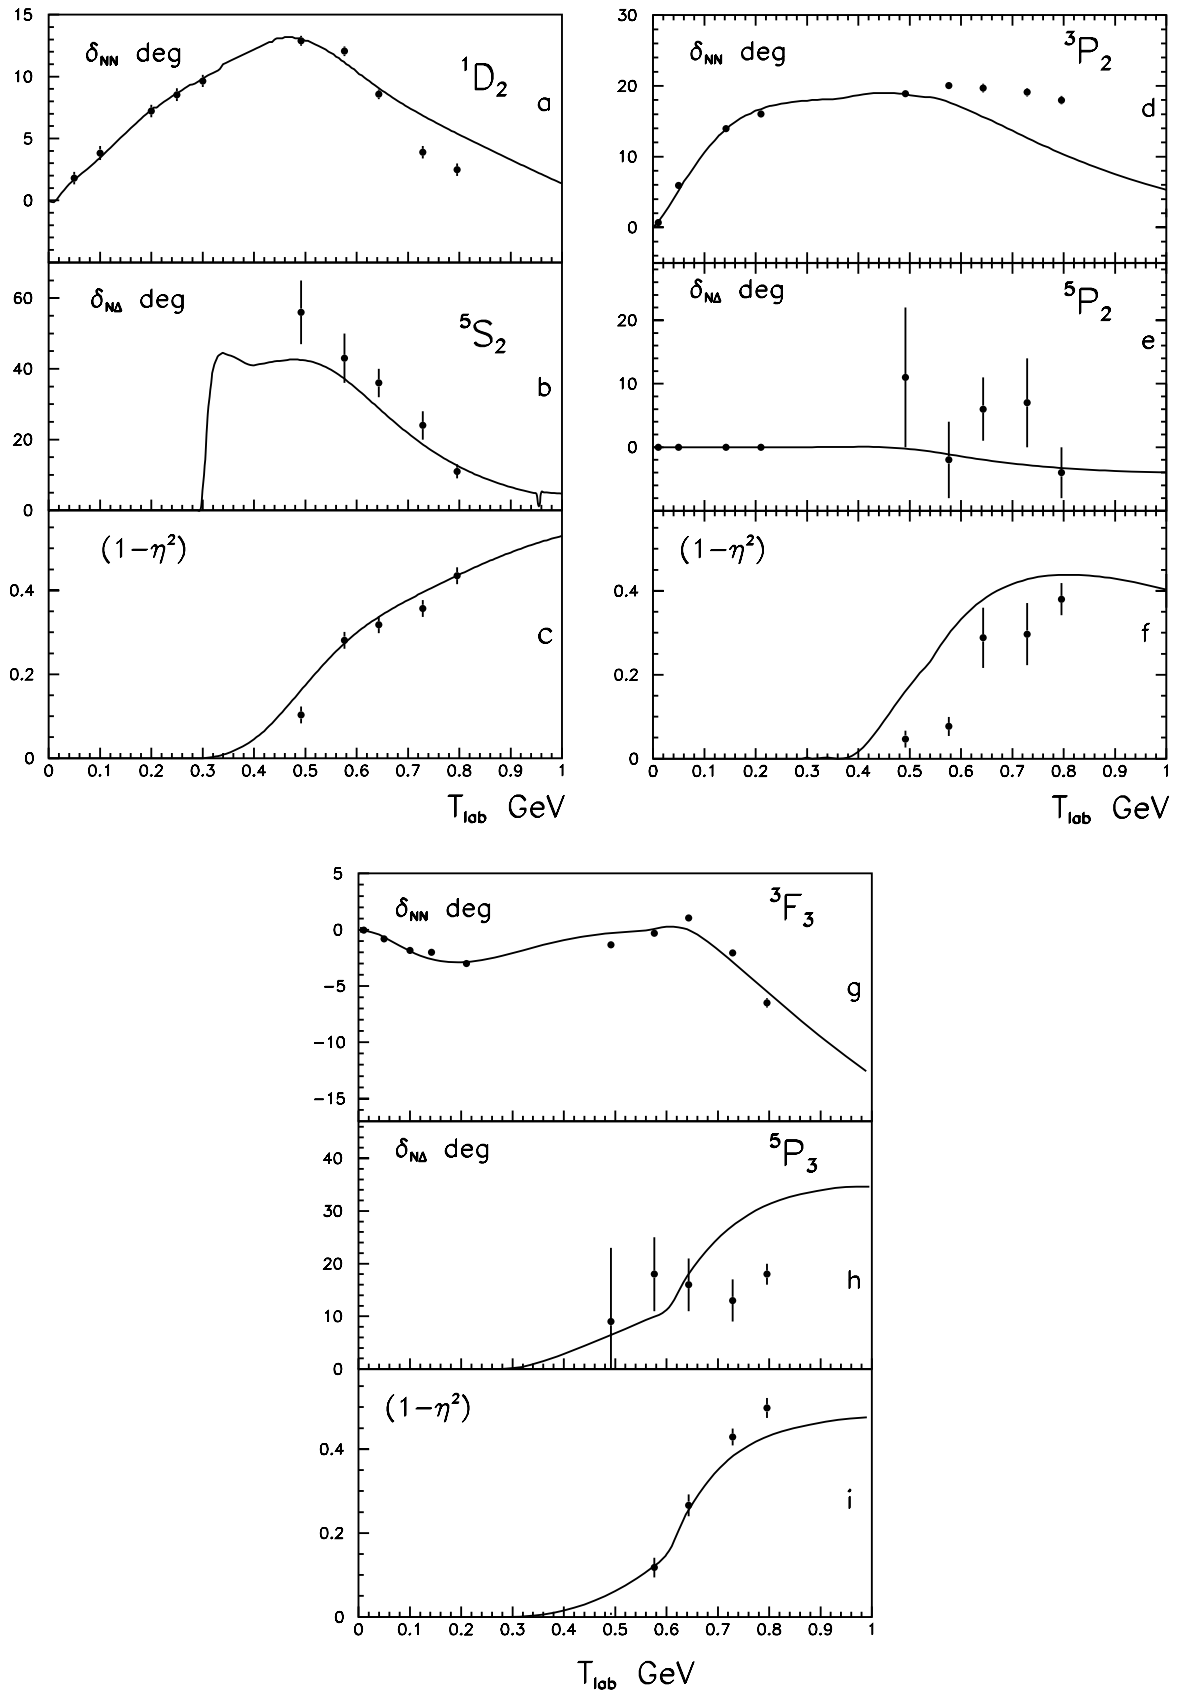 15
δNN deg
¹D₂
a
10
5
0
δNΔ deg
⁵S₂
b
60
40
20
0
(1−η²)
c
0.4
0.2
0
0 0.1 0.2 0.3 0.4 0.5 0.6 0.7 0.8 0.9 1
Tlab GeV
30
δNN deg
³P₂
d
20
10
0
δNΔ deg
⁵P₂
e
20
10
0
(1−η²)
f
0.4
0.2
0
0 0.1 0.2 0.3 0.4 0.5 0.6 0.7 0.8 0.9 1
Tlab GeV
5
δNN deg
³F₃
g
0
−5
−10
−15
δNΔ deg
⁵P₃
h
40
30
20
10
0
(1−η²)
i
0.4
0.2
0
0 0.1 0.2 0.3 0.4 0.5 0.6 0.7 0.8 0.9 1
Tlab GeV